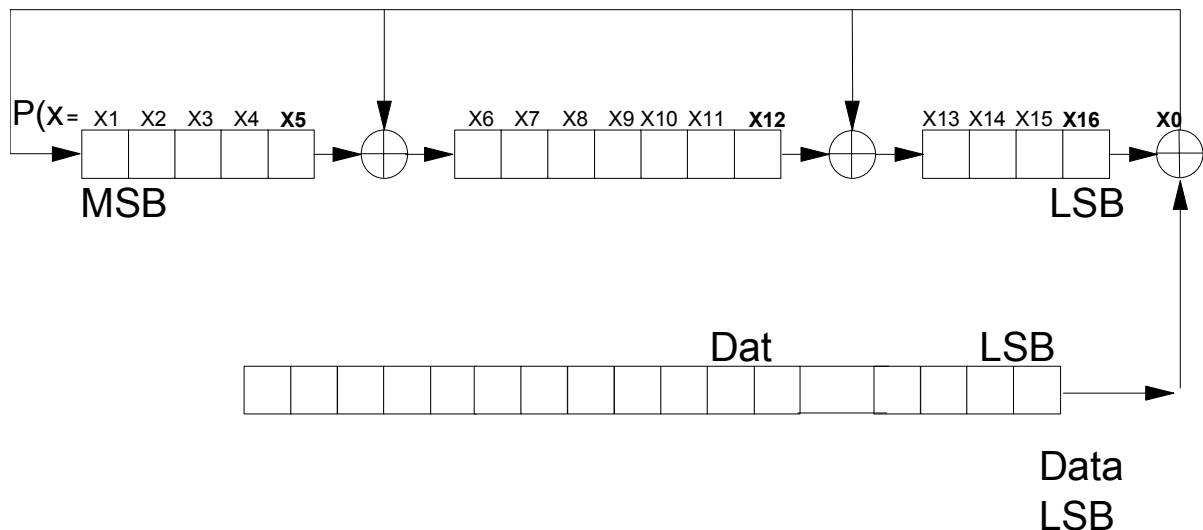 P(x= X1 X2 X3 X4 X5 X6 X7 X8 X9 X10 X11 X12 X13 X14 X15 X16 X0
MSB LSB
Dat LSB
Data
LSB